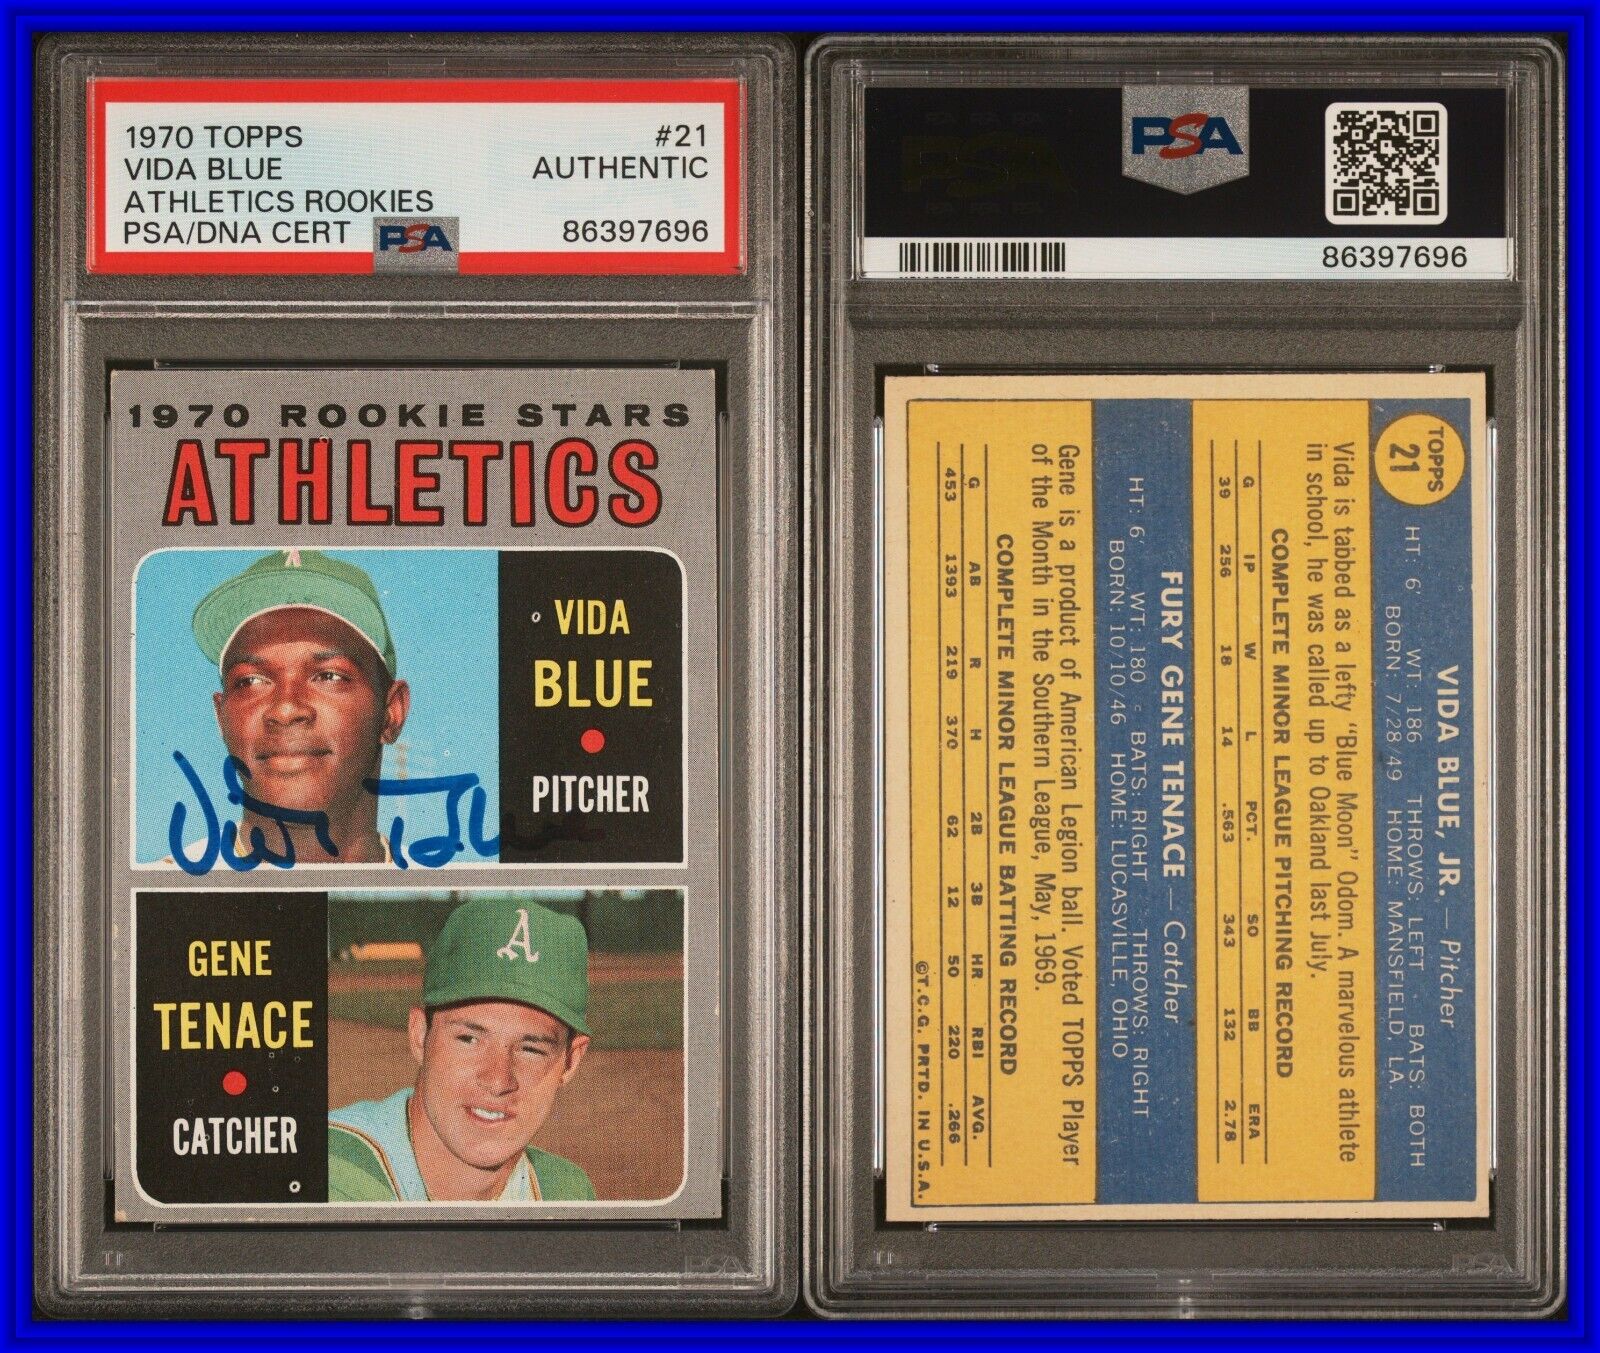 1970 TOPPS #21
VIDA BLUE AUTHENTIC
ATHLETICS ROOKIES
PSA/DNA CERT PSA 86397696
1970 ROOKIE STARS
ATHLETICS
VIDA
BLUE
PITCHER
Vida Blue
GENE
TENACE
CATCHER
A
A
PSA
PSA
86397696
TOPPS
21
VIDA BLUE, JR. — Pitcher
HT: 6' WT: 186 THROWS: LEFT • BATS: BOTH
BORN: 7/28/49 HOME: MANSFIELD, LA.
Vida is tabbed as a lefty "Blue Moon" Odom. A marvelous athlete
in school, he was called up to Oakland last July.
COMPLETE MINOR LEAGUE PITCHING RECORD
G IP W L PCT. SO BB ERA
39 256 18 14 .563 343 132 2.78
FURY GENE TENACE — Catcher
HT: 6' WT: 180 • BATS: RIGHT THROWS: RIGHT
BORN: 10/10/46 HOME: LUCASVILLE, OHIO
Gene is a product of American Legion ball. Voted TOPPS Player
of the Month in the Southern League, May, 1969.
COMPLETE MINOR LEAGUE BATTING RECORD
G AB R H 2B 3B HR RBI AVG.
453 1393 219 370 62 12 50 220 .266
©T.C.G. PRTD. IN U.S.A.
PSA